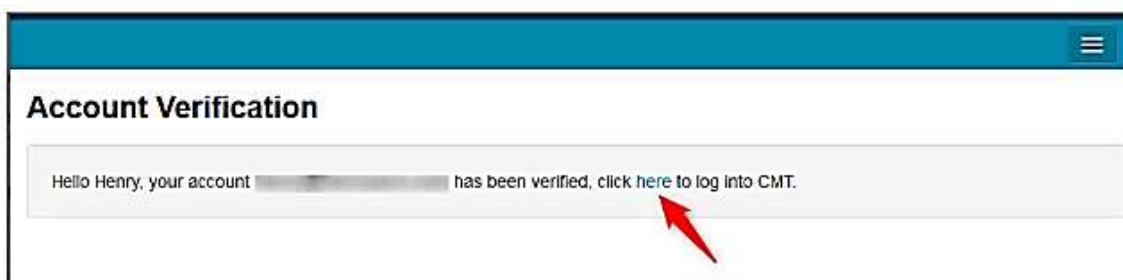 Account Verification
Hello Henry, your account has been verified, click here to log into CMT.